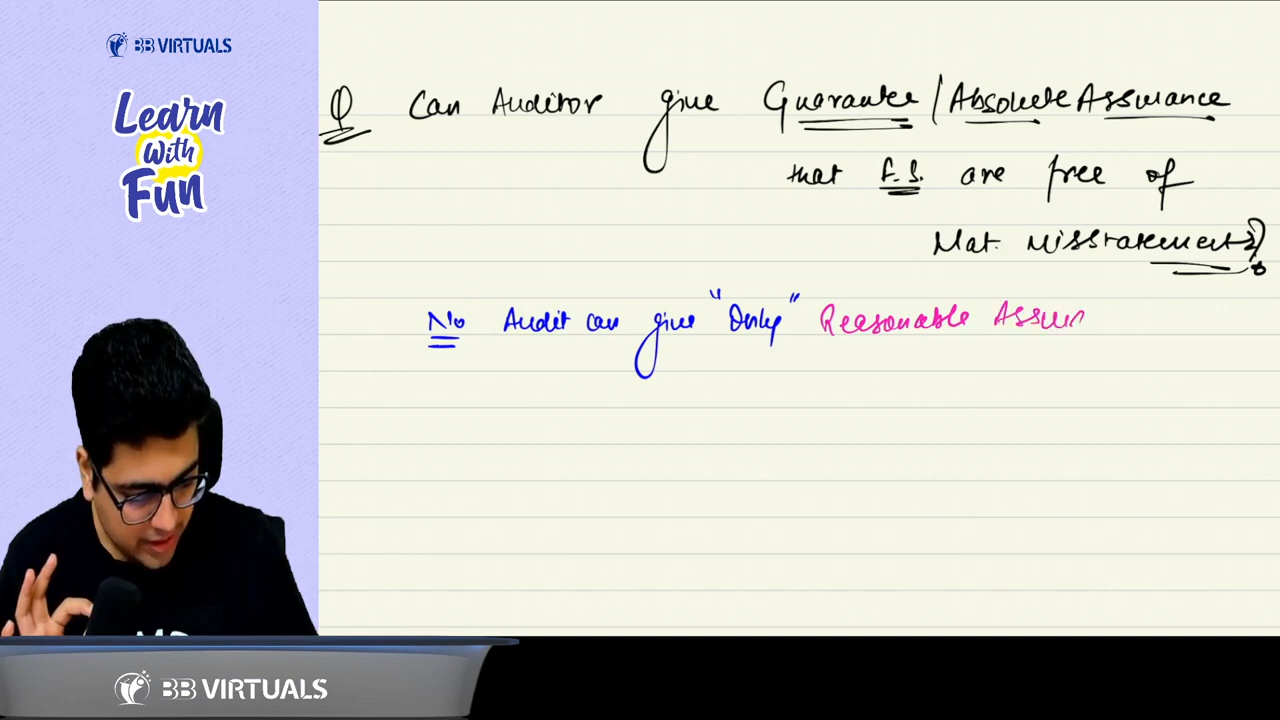 BB VIRTUALS
Learn
With
Fun
Q Can Auditor give Guarantee / Absolute Assurance
that F.S. are free of
Mat. Misstatements?
No Audit can give "Only" Reasonable Assur
BB VIRTUALS